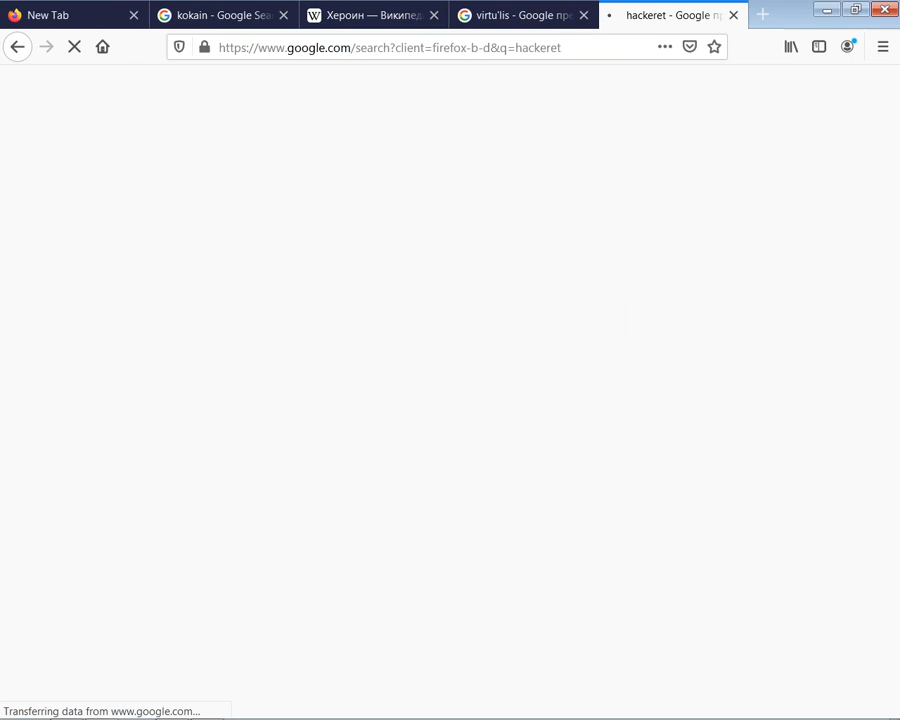 New Tab
kokain - Google Sea
Хероин — Википед
virtu'lis - Google пре
hackeret - Google пр
https://www.google.com/search?client=firefox-b-d&q=hackeret
Transferring data from www.google.com...